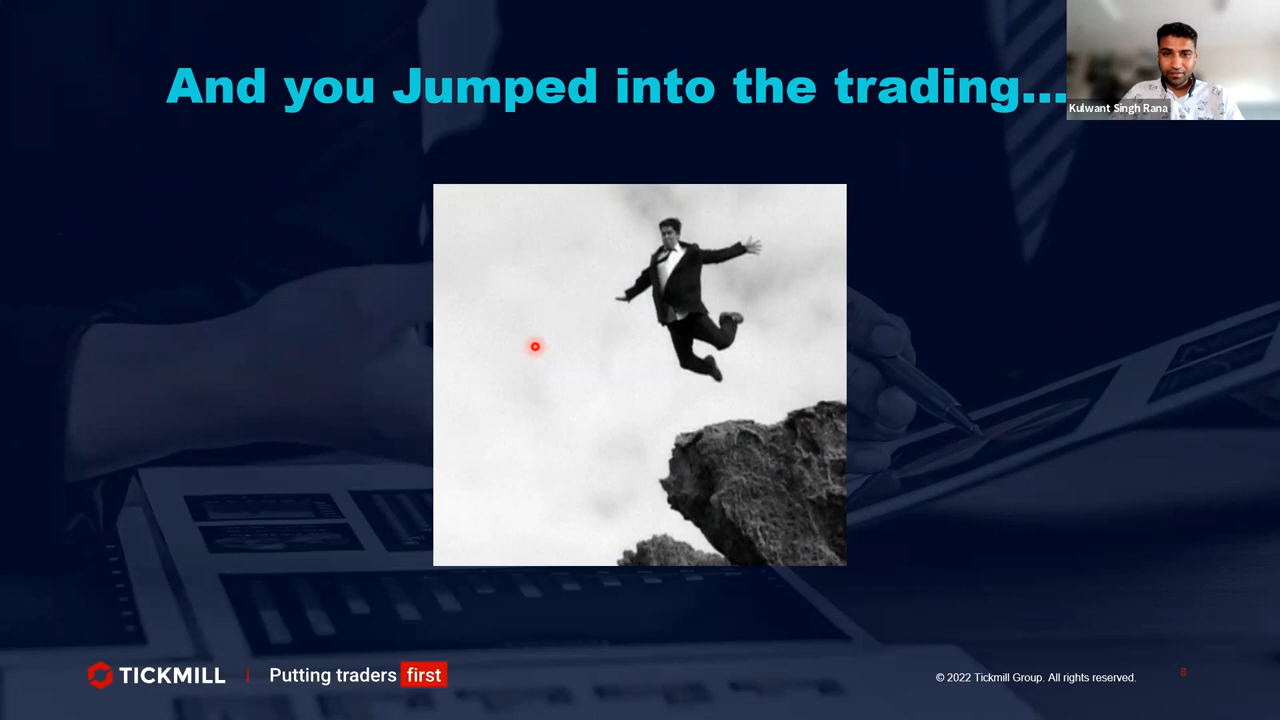 And you Jumped into the trading...
Kulwant Singh Rana
TICKMILL | Putting traders first
© 2022 Tickmill Group. All rights reserved.